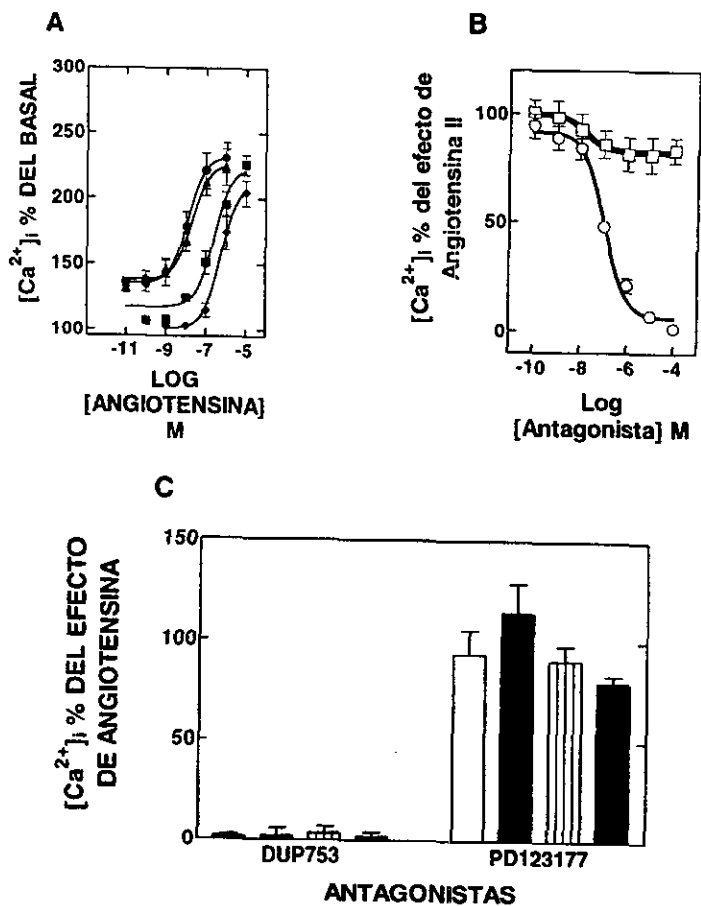 A
[Ca2+]i % DEL BASAL
300
250
200
150
100
-11 -9 -7 -5
LOG
[ANGIOTENSINA]
M
B
[Ca2+]i % del efecto de
Angiotensina II
100
50
0
-10 -8 -6 -4
Log
[Antagonista] M
C
[Ca2+]i % DEL EFECTO
DE ANGIOTENSINA
150
100
50
0
DUP753 PD123177
ANTAGONISTAS